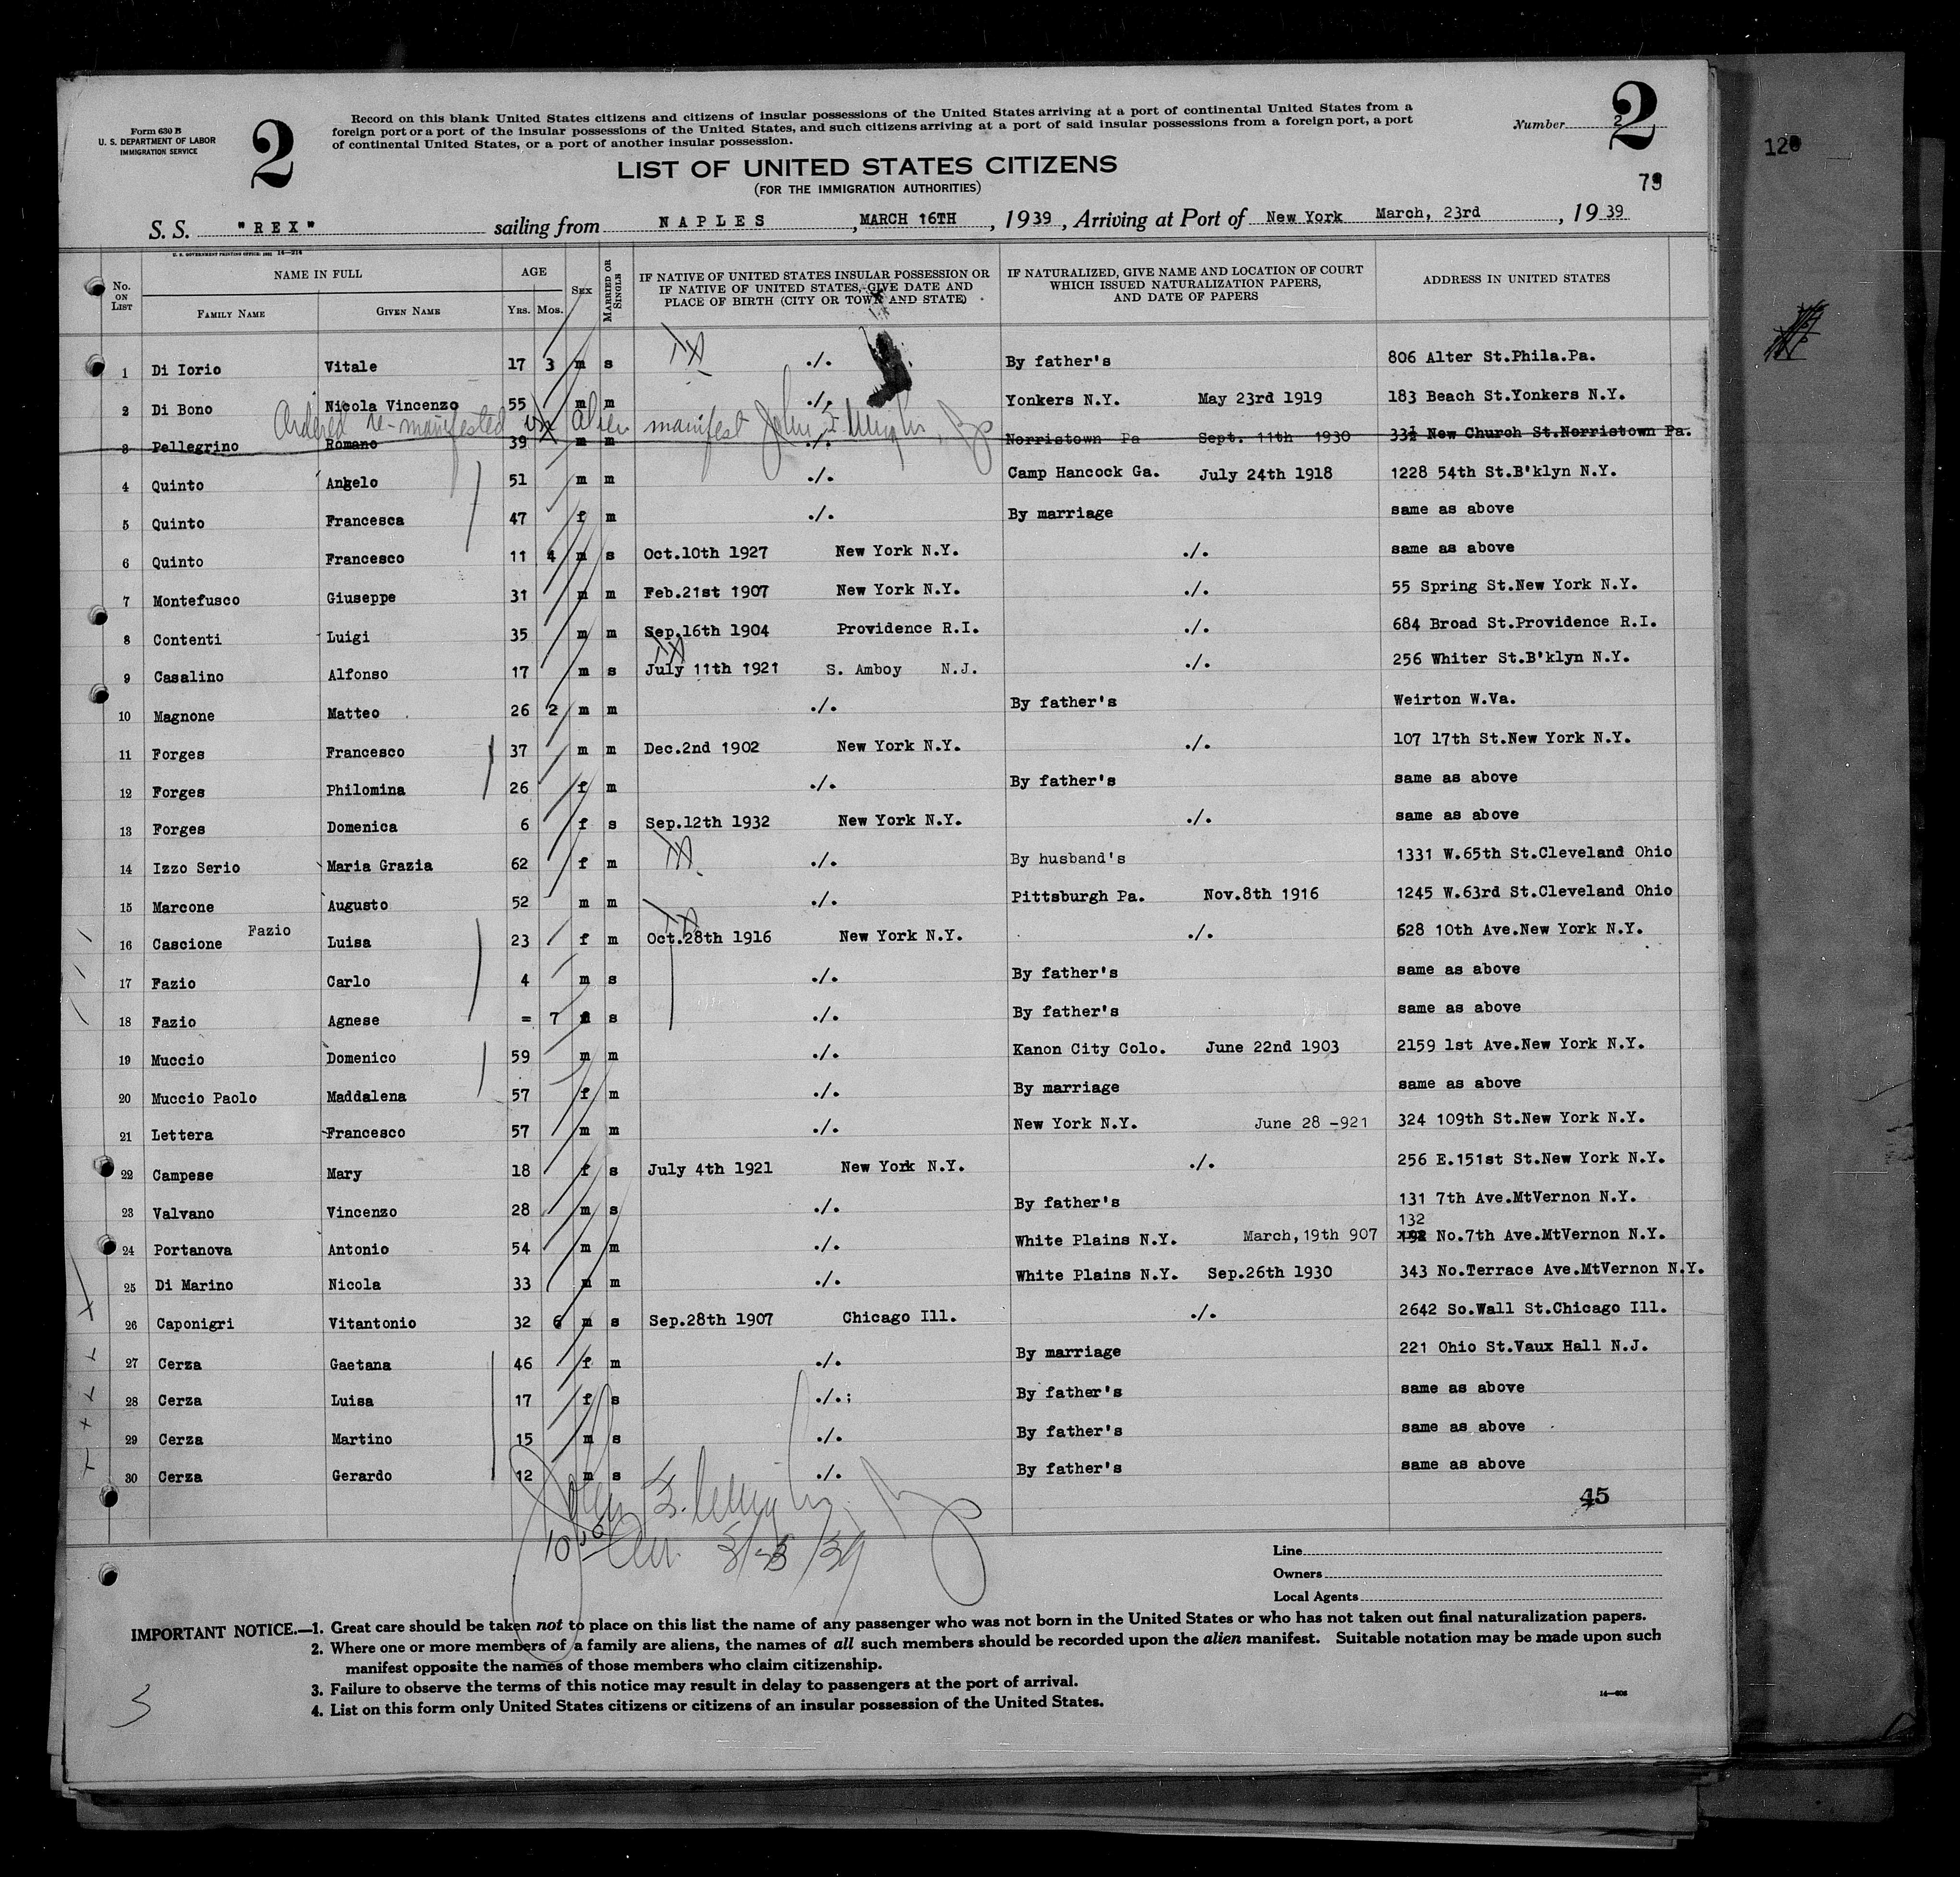 2
2
Form 630 B
U. S. DEPARTMENT OF LABOR
IMMIGRATION SERVICE
Record on this blank United States citizens and citizens of insular possessions of the United States arriving at a port of continental United States from a
foreign port or a port of the insular possessions of the United States, and such citizens arriving at a port of said insular possessions from a foreign port, a port
of continental United States, or a port of another insular possession.
Number 2
LIST OF UNITED STATES CITIZENS
(FOR THE IMMIGRATION AUTHORITIES)
S. S. "REX" sailing from NAPLES, MARCH 16TH, 1939, Arriving at Port of New York March, 23rd, 1939
No. ON LIST NAME IN FULL AGE SEX MARRIED OR SINGLE IF NATIVE OF UNITED STATES INSULAR POSSESSION OR IF NATIVE OF UNITED STATES, GIVE DATE AND PLACE OF BIRTH (CITY OR TOWN AND STATE) IF NATURALIZED, GIVE NAME AND LOCATION OF COURT WHICH ISSUED NATURALIZATION PAPERS, AND DATE OF PAPERS ADDRESS IN UNITED STATES
FAMILY NAME GIVEN NAME YRS. MOS.
1 Di Iorio Vitale 17 3 m s ./. By father's 806 Alter St.Phila.Pa.
2 Di Bono Nicola Vincenzo 55 m m ./. Yonkers N.Y. May 23rd 1919 183 Beach St.Yonkers N.Y.
Ordered re-manifested on alien manifest
3 Pellegrino Romano 39 m m ./. Norristown Pa Sept. 11th 1930 33½ New Church St.Norristown Pa.
4 Quinto Angelo 51 m m ./. Camp Hancock Ga. July 24th 1918 1228 54th St.B'klyn N.Y.
5 Quinto Francesca 47 f m ./. By marriage same as above
6 Quinto Francesco 11 4 m s Oct.10th 1927 New York N.Y. ./. same as above
7 Montefusco Giuseppe 31 m m Feb.21st 1907 New York N.Y. ./. 55 Spring St.New York N.Y.
8 Contenti Luigi 35 m m Sep.16th 1904 Providence R.I. ./. 684 Broad St.Providence R.I.
9 Casalino Alfonso 17 m s July 11th 1921 S. Amboy N.J. ./. 256 Whiter St.B'klyn N.Y.
10 Magnone Matteo 26 2 m m ./. By father's Weirton W.Va.
11 Forges Francesco 37 m m Dec.2nd 1902 New York N.Y. ./. 107 17th St.New York N.Y.
12 Forges Philomina 26 f m ./. By father's same as above
13 Forges Domenica 6 f s Sep.12th 1932 New York N.Y. ./. same as above
14 Izzo Serio Maria Grazia 62 f m ./. By husband's 1331 W.65th St.Cleveland Ohio
15 Marcone Augusto 52 m m ./. Pittsburgh Pa. Nov.8th 1916 1245 W.63rd St.Cleveland Ohio
16 Cascione Fazio Luisa 23 f m Oct.28th 1916 New York N.Y. ./. 628 10th Ave.New York N.Y.
17 Fazio Carlo 4 m s ./. By father's same as above
18 Fazio Agnese = 7 f s ./. By father's same as above
19 Muccio Domenico 59 m m ./. Kanon City Colo. June 22nd 1903 2159 1st Ave.New York N.Y.
20 Muccio Paolo Maddalena 57 f m ./. By marriage same as above
21 Lettera Francesco 57 m m ./. New York N.Y. June 28 -921 324 109th St.New York N.Y.
22 Campese Mary 18 f s July 4th 1921 New York N.Y. ./. 256 E.151st St.New York N.Y.
23 Valvano Vincenzo 28 m s ./. By father's 131 7th Ave.MtVernon N.Y.
132
24 Portanova Antonio 54 m m ./. White Plains N.Y. March, 19th 907 No.7th Ave.MtVernon N.Y.
25 Di Marino Nicola 33 m m ./. White Plains N.Y. Sep.26th 1930 343 No.Terrace Ave.MtVernon N.Y.
26 Caponigri Vitantonio 32 6 m s Sep.28th 1907 Chicago Ill. ./. 2642 So.Wall St.Chicago Ill.
27 Cerza Gaetana 46 f m ./. By marriage 221 Ohio St.Vaux Hall N.J.
28 Cerza Luisa 17 f s ./.; By father's same as above
29 Cerza Martino 15 m s ./. By father's same as above
30 Cerza Gerardo 12 m s ./. By father's same as above
45
Line
Owners
Local Agents
IMPORTANT NOTICE.—1. Great care should be taken not to place on this list the name of any passenger who was not born in the United States or who has not taken out final naturalization papers.
2. Where one or more members of a family are aliens, the names of all such members should be recorded upon the alien manifest. Suitable notation may be made upon such
manifest opposite the names of those members who claim citizenship.
3. Failure to observe the terms of this notice may result in delay to passengers at the port of arrival.
4. List on this form only United States citizens or citizens of an insular possession of the United States.